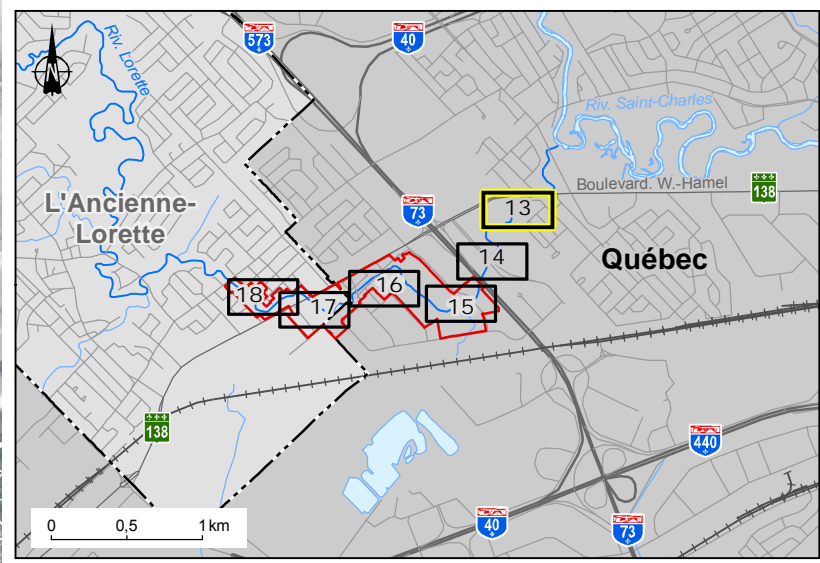 573
40
Riv. Lorette
Riv. Saint-Charles
Boulevard. W.-Hamel
138
L'Ancienne-
Lorette
73
13
Québec
14
18
17
16
15
138
440
0 0,5 1 km
40
73